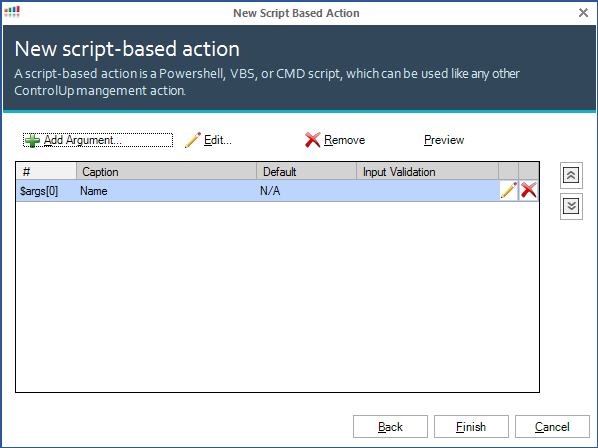 New Script Based Action
New script-based action
A script-based action is a Powershell, VBS, or CMD script, which can be used like any other
ControlUp mangement action.
Add Argument... Edit... Remove Preview
# Caption Default Input Validation
$args[0] Name N/A
Back Finish Cancel